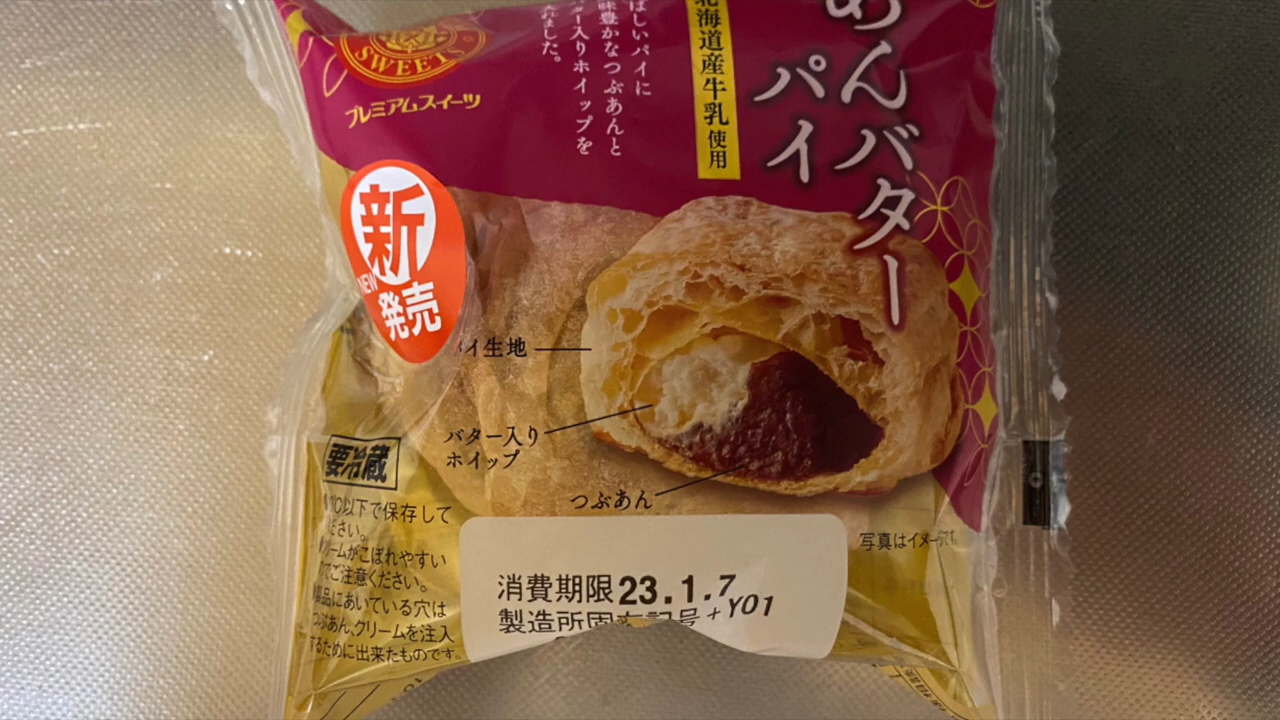 あんバター
パイ
北海道産牛乳使用
ばしいパイに
味豊かなつぶあんと
ター入りホイップを
入れました。
SWEETS
プレミアムスイーツ
新
NEW
発売
パイ生地
バター入り
ホイップ
つぶあん
要冷蔵
℃以下で保存して
ださい。
クリームがこぼれやすい
でご注意ください。
製品にあいている穴は
つぶあん、クリームを注入
するために出来たものです。
写真はイメージです。
消費期限 23.1.7
製造所固有記号 +Y01